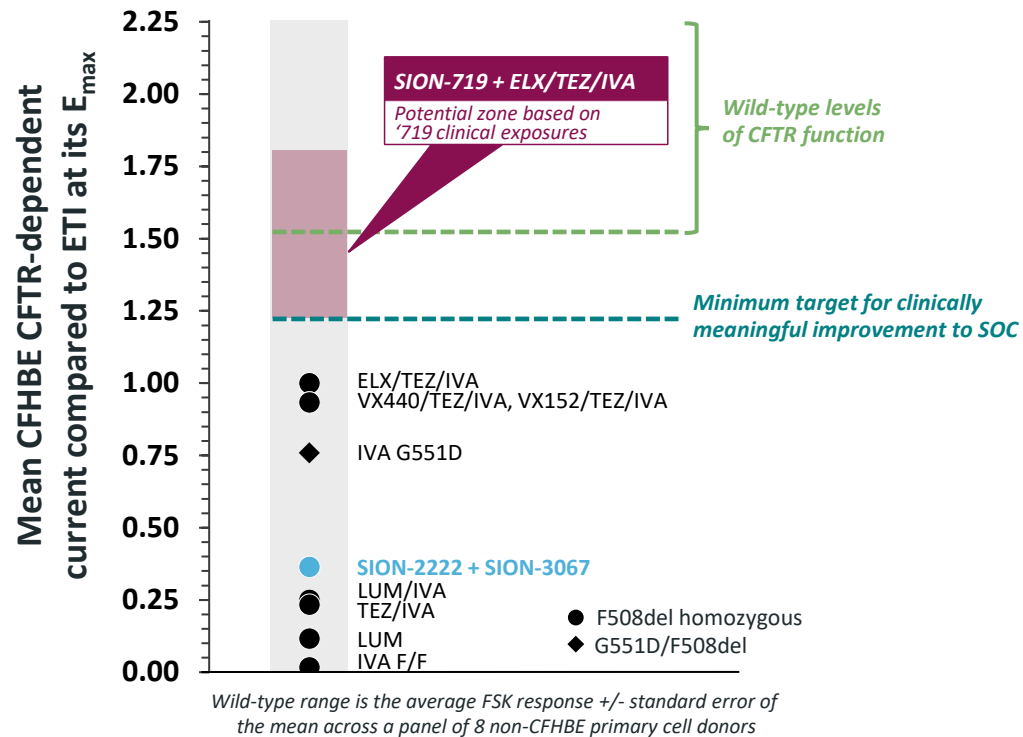 Mean CFHBE CFTR-dependent
current compared to ETI at its Emax
2.25
2.00
1.75
1.50
1.25
1.00
0.75
0.50
0.25
0.00
SION-719 + ELX/TEZ/IVA
Potential zone based on
‘719 clinical exposures
Wild-type levels
of CFTR function
Minimum target for clinically
meaningful improvement to SOC
ELX/TEZ/IVA
VX440/TEZ/IVA, VX152/TEZ/IVA
IVA G551D
SION-2222 + SION-3067
LUM/IVA
TEZ/IVA
LUM
IVA F/F
F508del homozygous
G551D/F508del
Wild-type range is the average FSK response +/- standard error of
the mean across a panel of 8 non-CFHBE primary cell donors